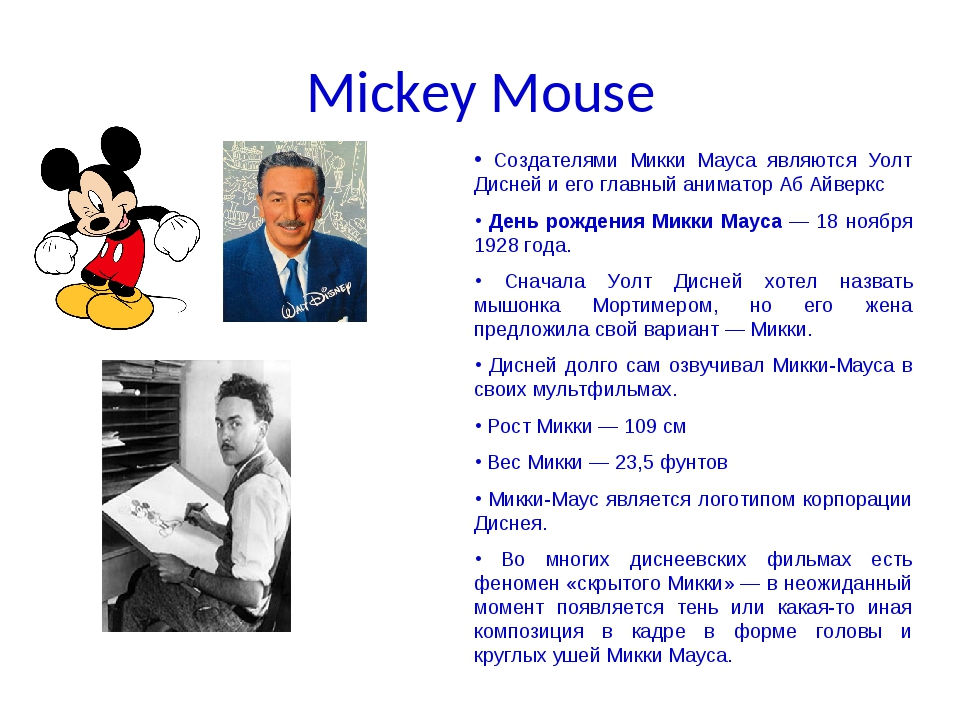 Mickey Mouse
WALT DISNEY
• Создателями Микки Мауса являются Уолт
Дисней и его главный аниматор Аб Айверкс
• День рождения Микки Мауса — 18 ноября
1928 года.
• Сначала Уолт Дисней хотел назвать
мышонка Мортимером, но его жена
предложила свой вариант — Микки.
• Дисней долго сам озвучивал Микки-Мауса в
своих мультфильмах.
• Рост Микки — 109 см
• Вес Микки — 23,5 фунтов
• Микки-Маус является логотипом корпорации
Диснея.
• Во многих диснеевских фильмах есть
феномен «скрытого Микки» — в неожиданный
момент появляется тень или какая-то иная
композиция в кадре в форме головы и
круглых ушей Микки Мауса.